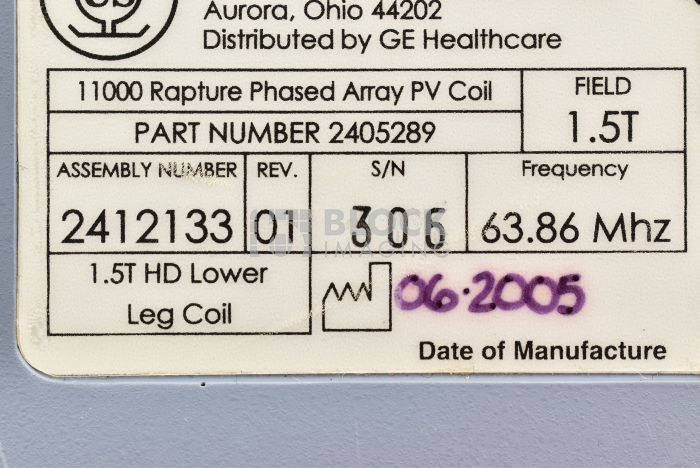 Aurora, Ohio 44202
Distributed by GE Healthcare
11000 Rapture Phased Array PV Coil
FIELD
1.5T
PART NUMBER 2405289
ASSEMBLY NUMBER
2412133
REV.
01
S/N
306
Frequency
63.86 Mhz
BLOCK
IMAGING
1.5T HD Lower
Leg Coil
06·2005
Date of Manufacture